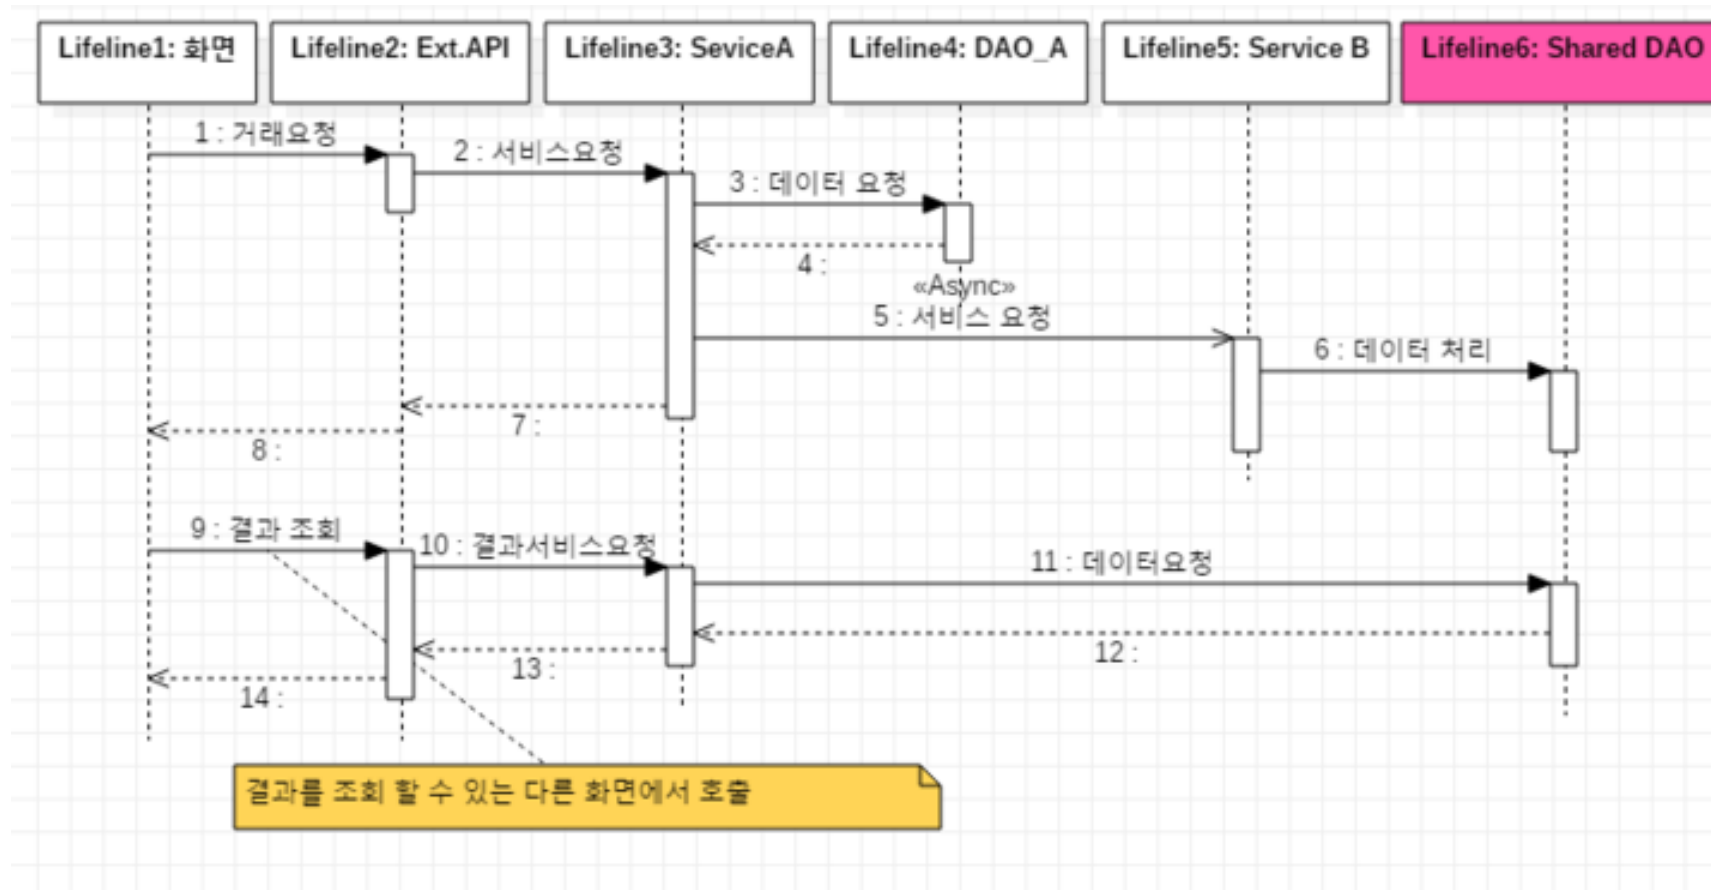 Lifeline1: 화면
Lifeline2: Ext.API
Lifeline3: SeviceA
Lifeline4: DAO_A
Lifeline5: Service B
Lifeline6: Shared DAO
1 : 거래요청
2 : 서비스요청
3 : 데이터 요청
4 :
«Async»
5 : 서비스 요청
6 : 데이터 처리
7 :
8 :
9 : 결과 조회
10 : 결과서비스요청
11 : 데이터요청
12 :
13 :
14 :
결과를 조회 할 수 있는 다른 화면에서 호출